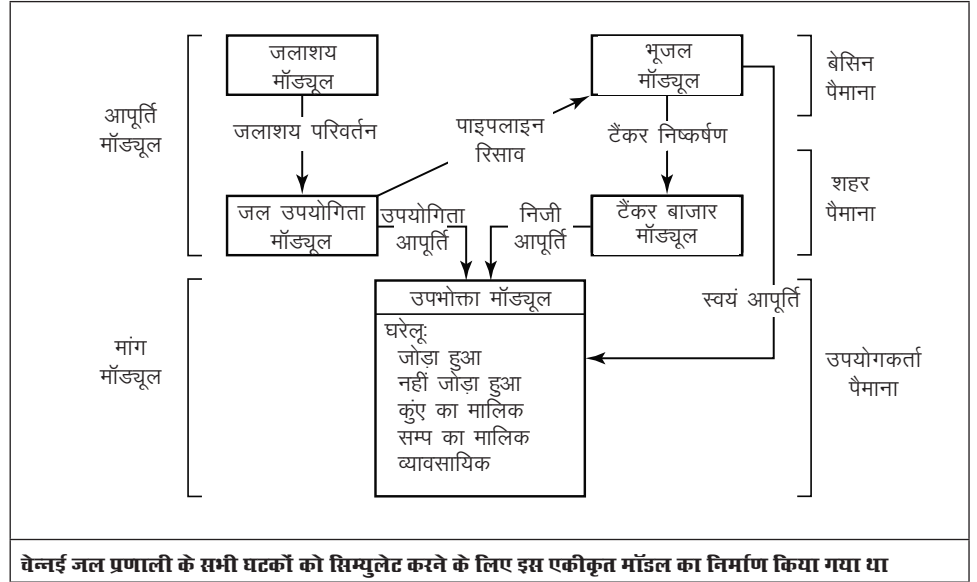 जलाशय
मॉड्यूल
भूजल
मॉड्यूल
बेसिन
पैमाना
आपूर्ति
मॉड्यूल
जलाशय परिवर्तन
पाइपलाइन
रिसाव
टैंकर निष्कर्षण
शहर
पैमाना
जल उपयोगिता
मॉड्यूल
उपयोगिता
आपूर्ति
निजी
आपूर्ति
टैंकर बाजार
मॉड्यूल
उपभोक्ता मॉड्यूल
स्वयं आपूर्ति
मांग
मॉड्यूल
घरेलू:
जोड़ा हुआ
नहीं जोड़ा हुआ
कुंए का मालिक
सम्प का मालिक
व्यावसायिक
उपयोगकर्ता
पैमाना
चेन्नई जल प्रणाली के सभी घटकों को सिम्युलेट करने के लिए इस एकीकृत मॉडल का निर्माण किया गया था